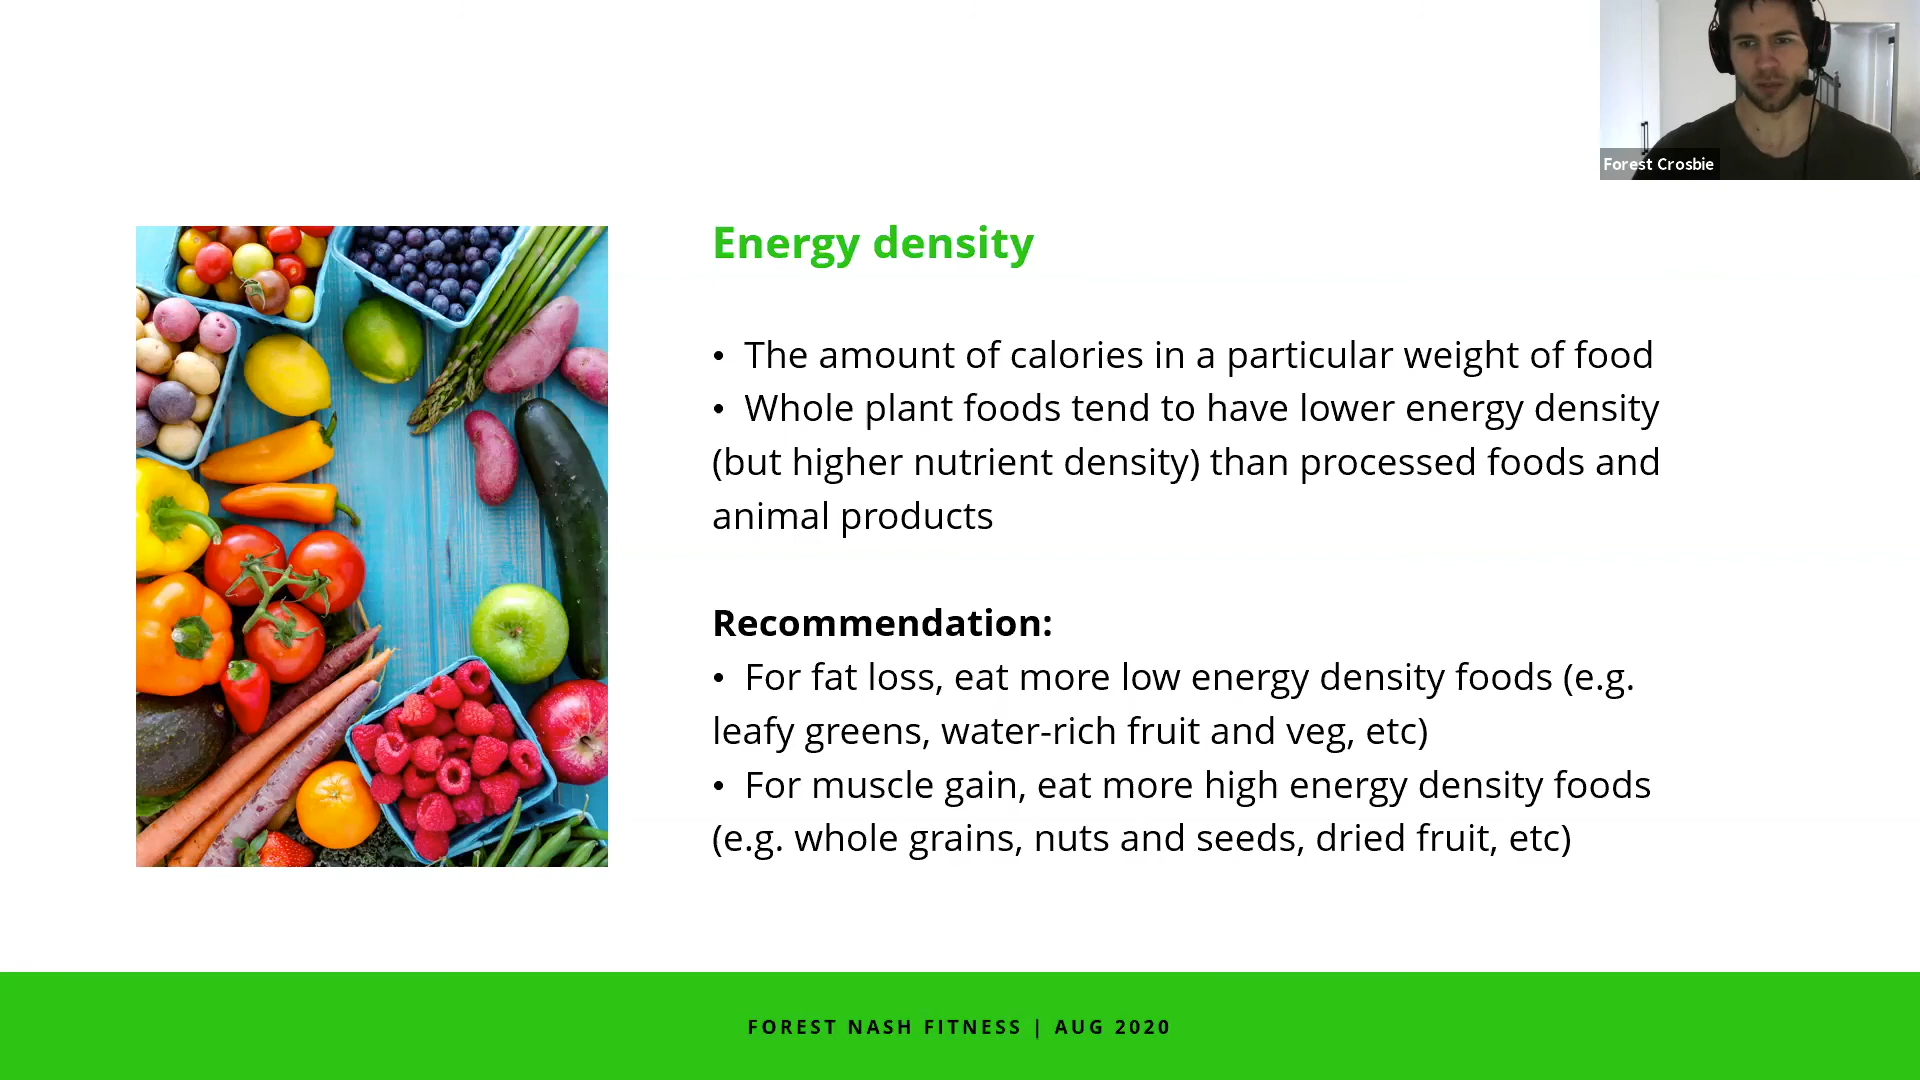 Forest Crosbie
Energy density
• The amount of calories in a particular weight of food
• Whole plant foods tend to have lower energy density
(but higher nutrient density) than processed foods and
animal products
Recommendation:
• For fat loss, eat more low energy density foods (e.g.
leafy greens, water-rich fruit and veg, etc)
• For muscle gain, eat more high energy density foods
(e.g. whole grains, nuts and seeds, dried fruit, etc)
FOREST NASH FITNESS | AUG 2020